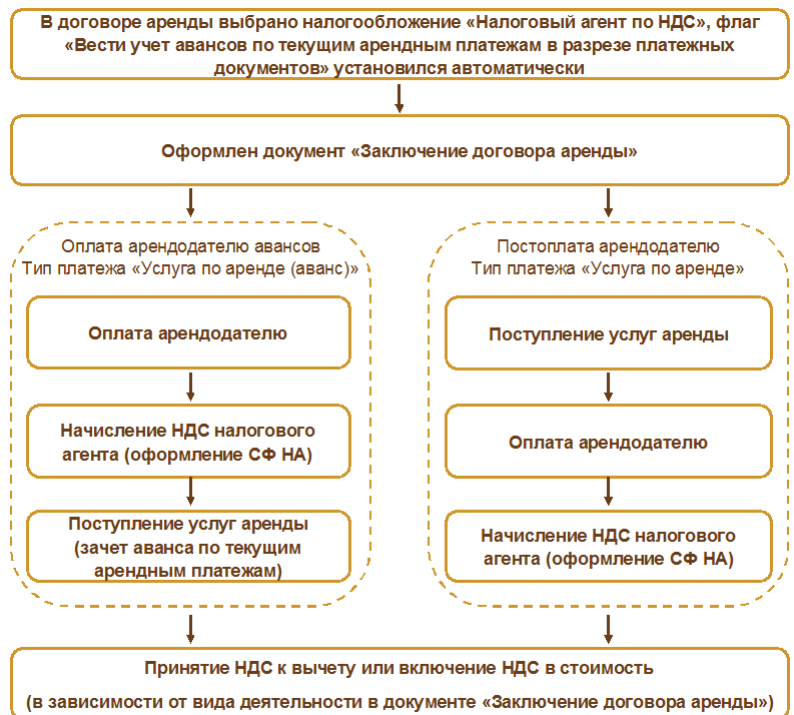 В договоре аренды выбрано налогообложение «Налоговый агент по НДС», флаг
«Вести учет авансов по текущим арендным платежам в разрезе платежных
документов» установился автоматически
Оформлен документ «Заключение договора аренды»
Оплата арендодателю авансов
Тип платежа «Услуга по аренде (аванс)»
Оплата арендодателю
Начисление НДС налогового
агента (оформление СФ НА)
Поступление услуг аренды
(зачет аванса по текущим
арендным платежам)
Постоплата арендодателю
Тип платежа «Услуга по аренде»
Поступление услуг аренды
Оплата арендодателю
Начисление НДС налогового
агента (оформление СФ НА)
Принятие НДС к вычету или включение НДС в стоимость
(в зависимости от вида деятельности в документе «Заключение договора аренды»)